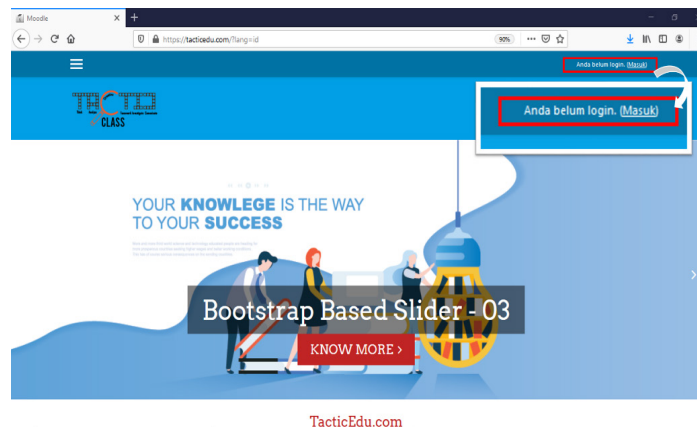 Moodle
https://tacticedu.com/?lang=id
90%
Anda belum login. (Masuk)
Anda belum login. (Masuk)
TACTIC
CLASS
YOUR KNOWLEGE IS THE WAY
TO YOUR SUCCESS
Bootstrap Based Slider - 03
KNOW MORE >
TacticEdu.com